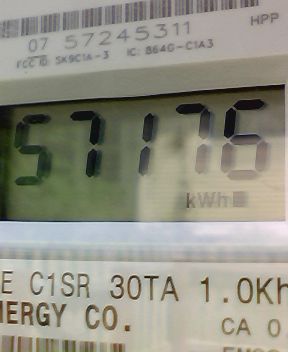 07 57245311
HPP
FCC ID: SK9C1A-3 IC: 864G-C1A3
57176
kWh
E C1SR 30TA 1.0Kh
NERGY CO.
CA 0.